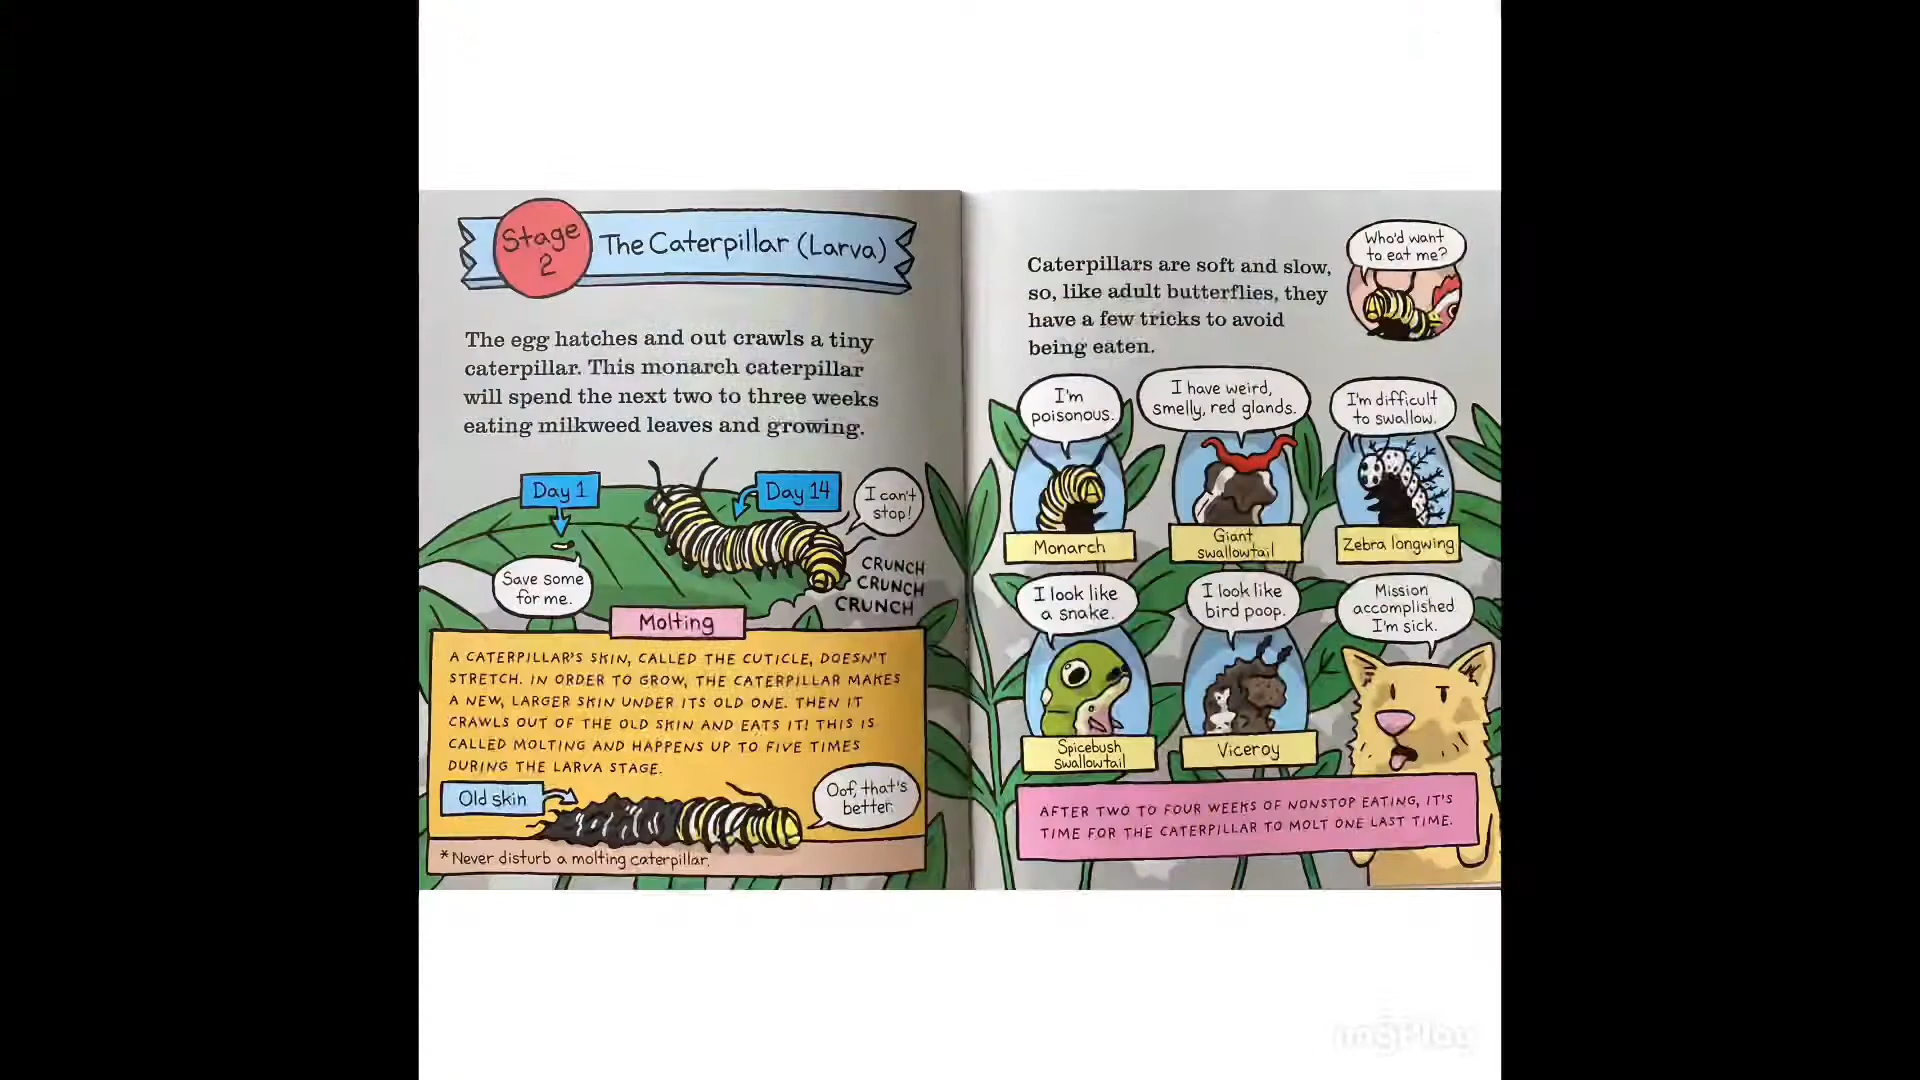 Stage
2
The Caterpillar (Larva)
The egg hatches and out crawls a tiny
caterpillar. This monarch caterpillar
will spend the next two to three weeks
eating milkweed leaves and growing.
Day 1
Day 14
I can't
stop!
Save some
for me.
CRUNCH
CRUNCH
CRUNCH
Molting
A CATERPILLAR'S SKIN, CALLED THE CUTICLE, DOESN'T
STRETCH. IN ORDER TO GROW, THE CATERPILLAR MAKES
A NEW, LARGER SKIN UNDER ITS OLD ONE. THEN IT
CRAWLS OUT OF THE OLD SKIN AND EATS IT! THIS IS
CALLED MOLTING AND HAPPENS UP TO FIVE TIMES
DURING THE LARVA STAGE.
Old skin
Oof, that's
better.
*Never disturb a molting caterpillar.
Who'd want
to eat me?
Caterpillars are soft and slow,
so, like adult butterflies, they
have a few tricks to avoid
being eaten.
I'm
poisonous.
Monarch
I have weird,
smelly, red glands.
Giant
swallowtail
I'm difficult
to swallow.
Zebra longwing
I look like
a snake.
Spicebush
swallowtail
I look like
bird poop.
Viceroy
Mission
accomplished
I'm sick.
AFTER TWO TO FOUR WEEKS OF NONSTOP EATING, IT'S
TIME FOR THE CATERPILLAR TO MOLT ONE LAST TIME.
ImgPlay